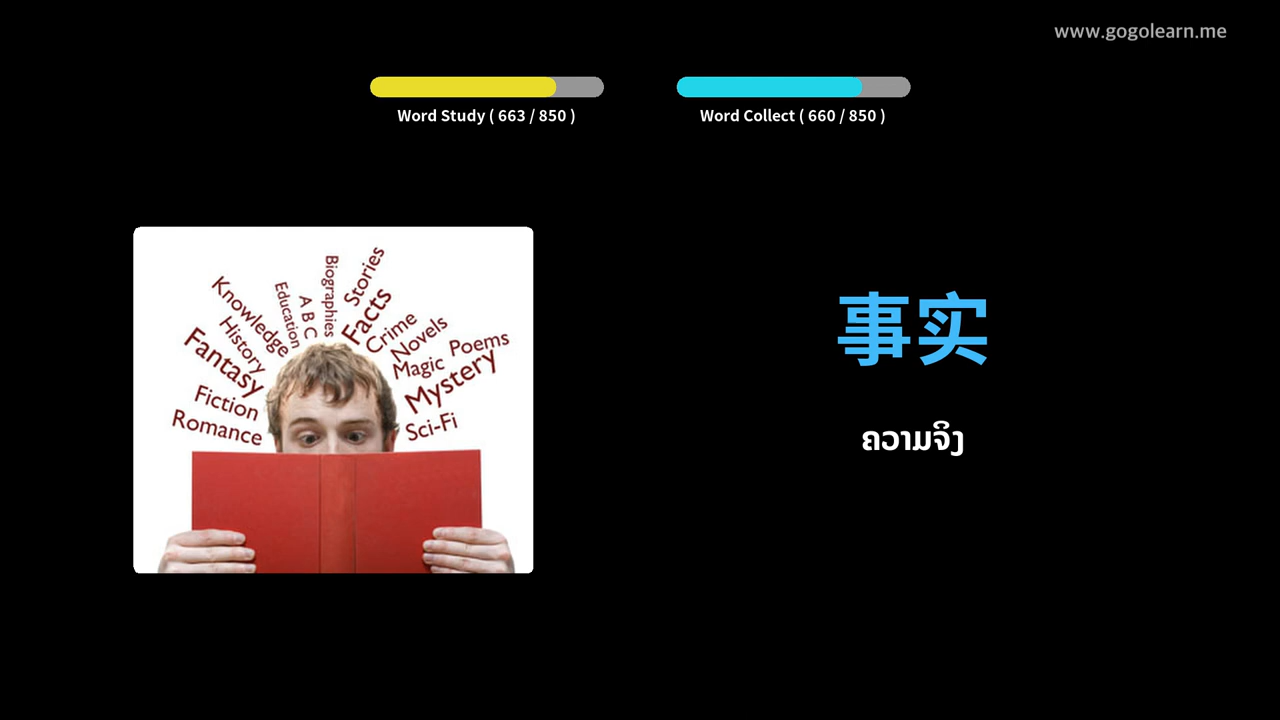 www.gogolearn.me
Word Study ( 663 / 850 )
Word Collect ( 660 / 850 )
Biographies
Stories
Education
A B C
Facts
Knowledge
Crime
History
Novels
Fantasy
Magic
Poems
Mystery
Fiction
Romance
Sci-Fi
事实
ຄວາມຈິງ